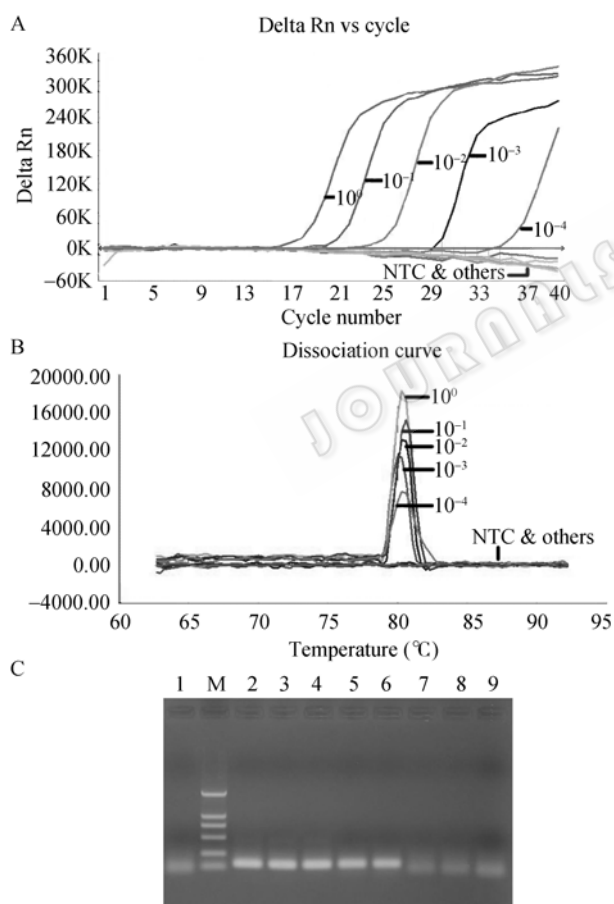 A
Delta Rn vs cycle
360K
300K
240K
180K
120K
60K
0K
−60K
Delta Rn
10⁰
10⁻¹
10⁻²
10⁻³
10⁻⁴
NTC & others
1 5 9 13 17 21 25 29 33 37 40
Cycle number
JOURNALS
B
Dissociation curve
20000.00
16000.00
12000.00
8000.00
4000.00
0.00
−4000.00
10⁰
10⁻¹
10⁻²
10⁻³
10⁻⁴
NTC & others
60 65 70 75 80 85 90 95
Temperature (℃)
C
1 M 2 3 4 5 6 7 8 9